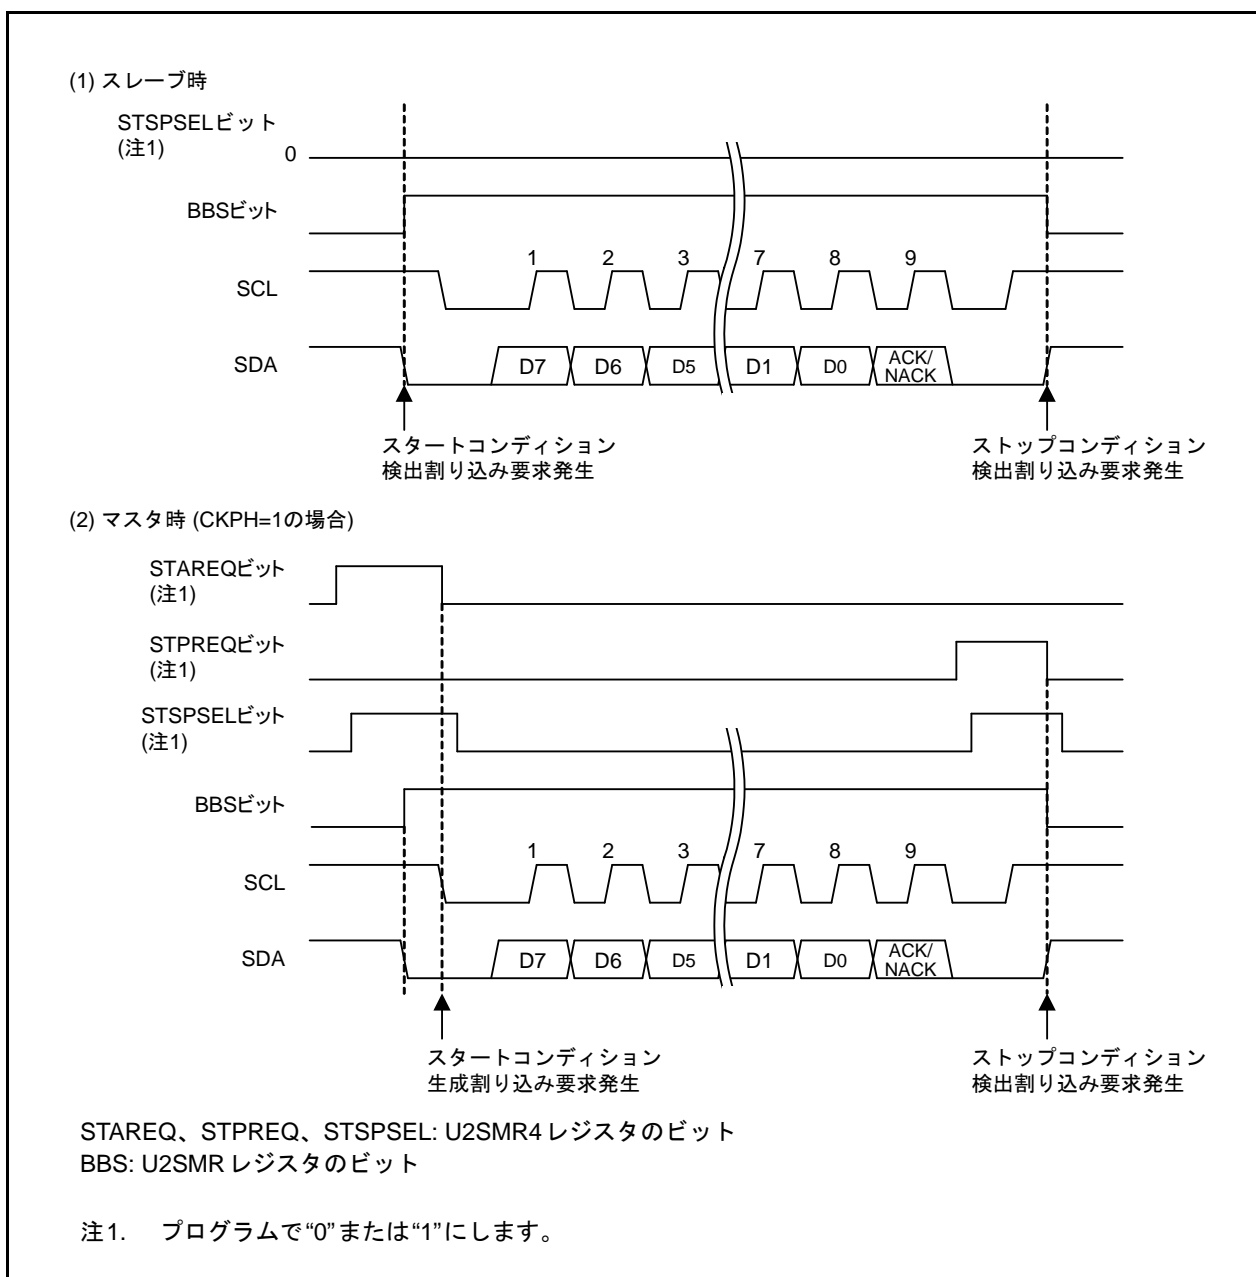 (1) スレーブ時
STSPSELビット
(注1)
0
BBSビット
1 2 3 7 8 9
SCL
SDA
D7 D6 D5 D1 D0 ACK/
NACK
スタートコンディション
検出割り込み要求発生
ストップコンディション
検出割り込み要求発生
(2) マスタ時 (CKPH=1の場合)
STAREQビット
(注1)
STPREQビット
(注1)
STSPSELビット
(注1)
BBSビット
1 2 3 7 8 9
SCL
SDA
D7 D6 D5 D1 D0 ACK/
NACK
スタートコンディション
生成割り込み要求発生
ストップコンディション
検出割り込み要求発生
STAREQ、STPREQ、STSPSEL: U2SMR4レジスタのビット
BBS: U2SMRレジスタのビット
注1. プログラムで“0”または“1”にします。